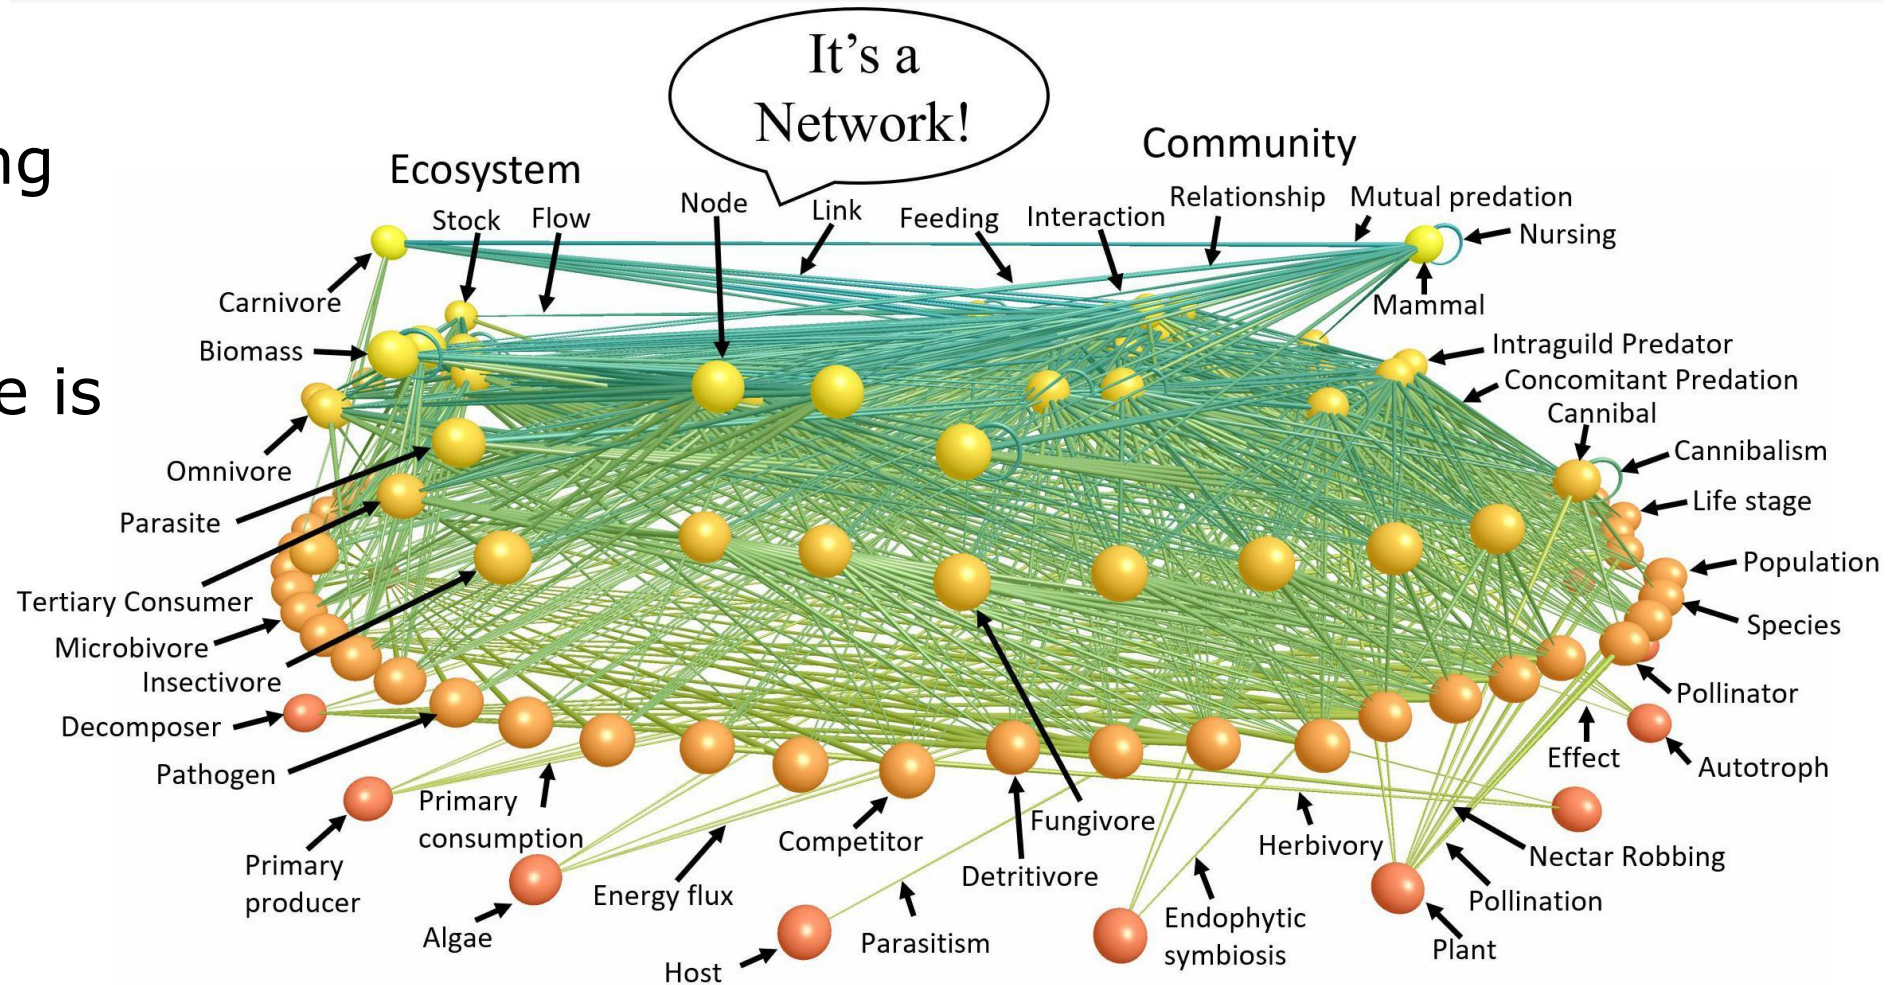 It's a
Network!
ng
e is
Ecosystem
Community
Stock
Flow
Node
Link
Feeding
Interaction
Relationship
Mutual predation
Nursing
Carnivore
Mammal
Biomass
Intraguild Predator
Concomitant Predation
Cannibal
Omnivore
Cannibalism
Parasite
Life stage
Tertiary Consumer
Population
Microbivore
Species
Insectivore
Pollinator
Decomposer
Effect
Autotroph
Pathogen
Primary
consumption
Competitor
Fungivore
Herbivory
Nectar Robbing
Primary
producer
Energy flux
Detritivore
Pollination
Algae
Parasitism
Endophytic
symbiosis
Plant
Host